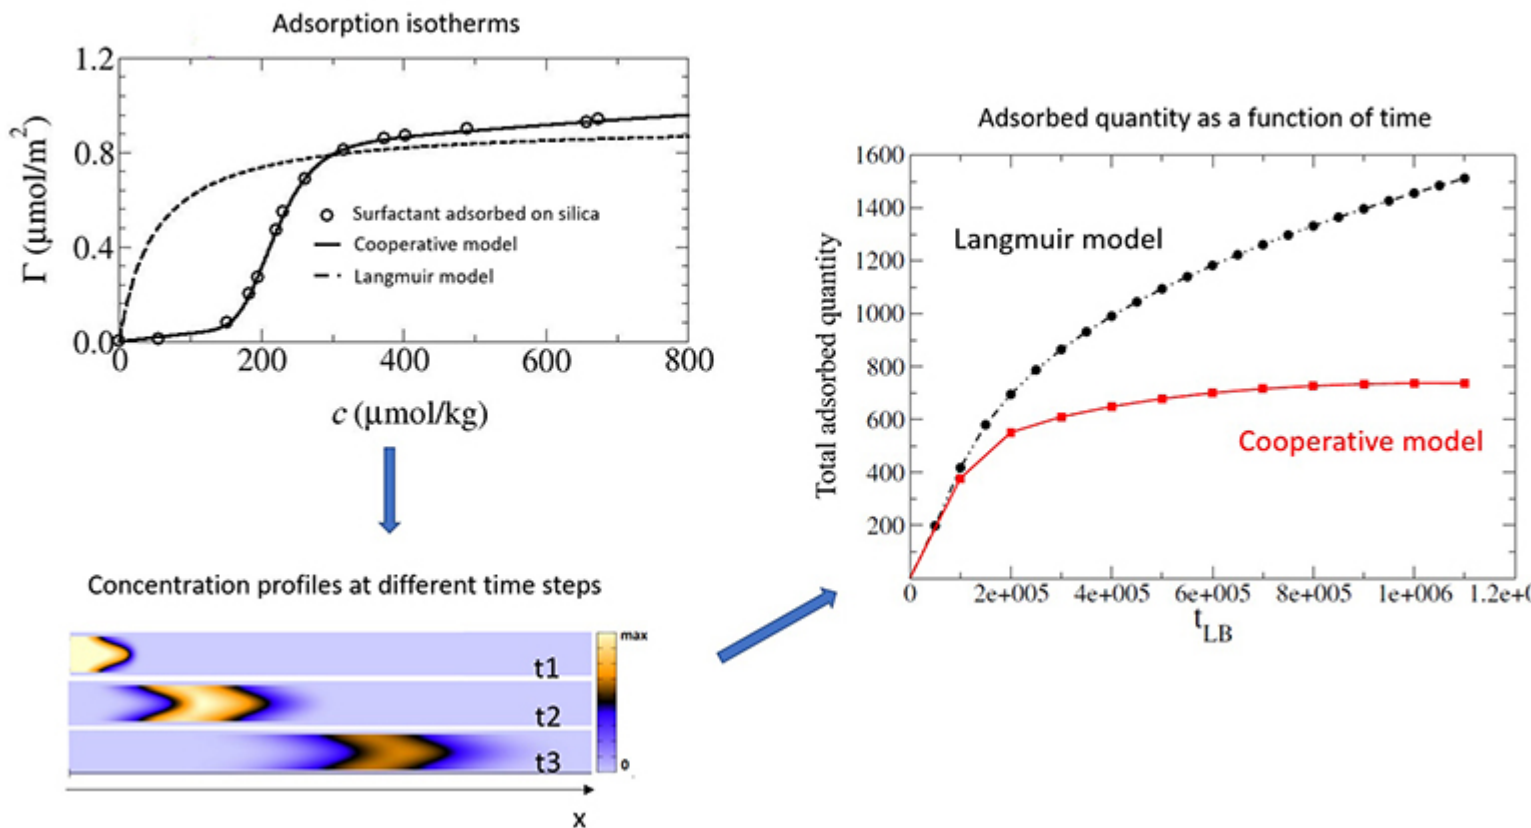 Adsorption isotherms
1.2
0.8
0.4
0.0
Γ (μmol/m²)
Surfactant adsorbed on silica
Cooperative model
Langmuir model
0 200 400 600 800
c (μmol/kg)
Concentration profiles at different time steps
t1
t2
t3
max
0
x
Adsorbed quantity as a function of time
1600
1400
1200
1000
800
600
400
200
Total adsorbed quantity
Langmuir model
Cooperative model
0 2e+005 4e+005 6e+005 8e+005 1e+006 1.2e+0
t_LB